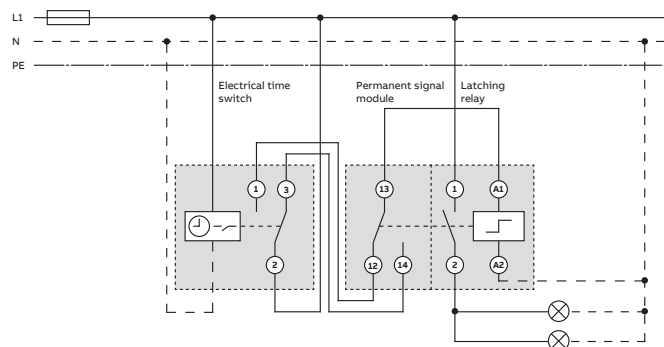 L1
N
PE
Electrical time
switch
Permanent signal
module
Latching
relay
1
3
2
13
12
14
1
2
A1
A2